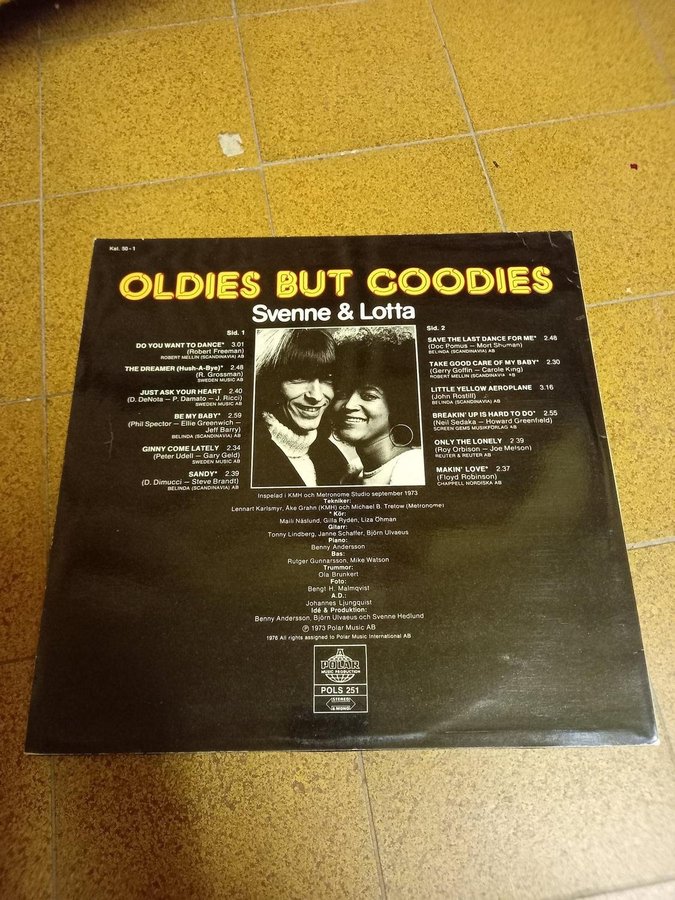 Kat. 50-1
OLDIES BUT GOODIES
Svenne & Lotta
Sid. 1
DO YOU WANT TO DANCE* 3.01
(Robert Freeman)
ROBERT MELLIN (SCANDINAVIA) AB
THE DREAMER (Hush-A-Bye)* 2.48
(R. Grossman)
SWEDEN MUSIC AB
JUST ASK YOUR HEART 2.40
(D. DeNota – P. Damato – J. Ricci)
SWEDEN MUSIC AB
BE MY BABY* 2.59
(Phil Spector – Ellie Greenwich –
Jeff Barry)
BELINDA (SCANDINAVIA) AB
GINNY COME LATELY 2.34
(Peter Udell – Gary Geld)
SWEDEN MUSIC AB
SANDY* 2.39
(D. Dimucci – Steve Brandt)
BELINDA (SCANDINAVIA) AB
Sid. 2
SAVE THE LAST DANCE FOR ME* 2.48
(Doc Pomus – Mort Shuman)
BELINDA (SCANDINAVIA) AB
TAKE GOOD CARE OF MY BABY* 2.30
(Gerry Goffin – Carole King)
ROBERT MELLIN (SCANDINAVIA) AB
LITTLE YELLOW AEROPLANE 3.16
(John Rostill)
BELINDA (SCANDINAVIA) AB
BREAKIN' UP IS HARD TO DO* 2.55
(Neil Sedaka – Howard Greenfield)
SCREEN GEMS MUSIKFÖRLAG AB
ONLY THE LONELY 2.39
(Roy Orbison – Joe Melson)
REUTER & REUTER AB
MAKIN' LOVE* 2.37
(Floyd Robinson)
CHAPPELL NORDISKA AB
Inspelad i KMH och Metronome Studio september 1973
Tekniker:
Lennart Karlsmyr, Åke Grahn (KMH) och Michael B. Tretow (Metronome)
* Kör:
Maili Näslund, Gilla Rydén, Liza Öhman
Gitarr:
Tonny Lindberg, Janne Schaffer, Björn Ulvaeus
Piano:
Benny Andersson
Bas:
Rutger Gunnarsson, Mike Watson
Trummor:
Ola Brunkert
Foto:
Bengt H. Malmqvist
A.D.:
Johannes Ljungquist
Idé & Produktion:
Benny Andersson, Björn Ulvaeus och Svenne Hedlund
℗ 1973 Polar Music AB
1976 All rights assigned to Polar Music International AB
A
POLAR
MUSIC PRODUCTION
POLS 251
STEREO
& MONO